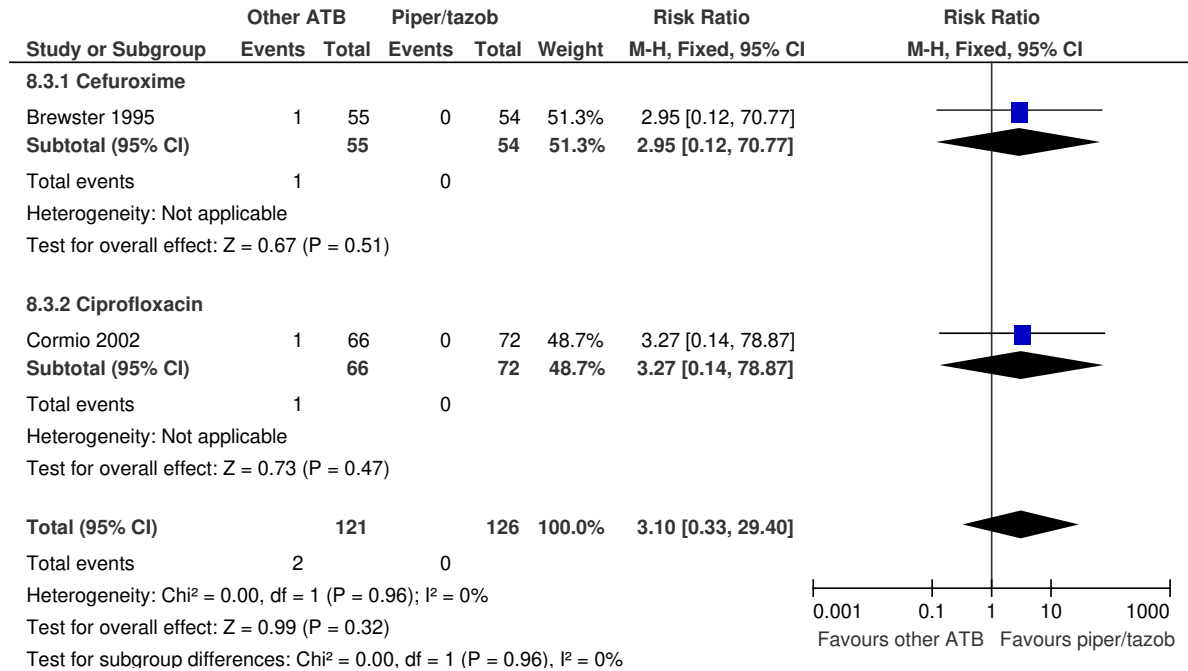 Other ATB Piper/tazob Risk Ratio Risk Ratio
Study or Subgroup Events Total Events Total Weight M-H, Fixed, 95% CI M-H, Fixed, 95% CI
8.3.1 Cefuroxime
Brewster 1995 1 55 0 54 51.3% 2.95 [0.12, 70.77]
Subtotal (95% CI) 55 54 51.3% 2.95 [0.12, 70.77]
Total events 1 0
Heterogeneity: Not applicable
Test for overall effect: Z = 0.67 (P = 0.51)
8.3.2 Ciprofloxacin
Cormio 2002 1 66 0 72 48.7% 3.27 [0.14, 78.87]
Subtotal (95% CI) 66 72 48.7% 3.27 [0.14, 78.87]
Total events 1 0
Heterogeneity: Not applicable
Test for overall effect: Z = 0.73 (P = 0.47)
Total (95% CI) 121 126 100.0% 3.10 [0.33, 29.40]
Total events 2 0
Heterogeneity: Chi² = 0.00, df = 1 (P = 0.96); I² = 0%
Test for overall effect: Z = 0.99 (P = 0.32)
Test for subgroup differences: Chi² = 0.00, df = 1 (P = 0.96), I² = 0%
0.001 0.1 1 10 1000
Favours other ATB Favours piper/tazob